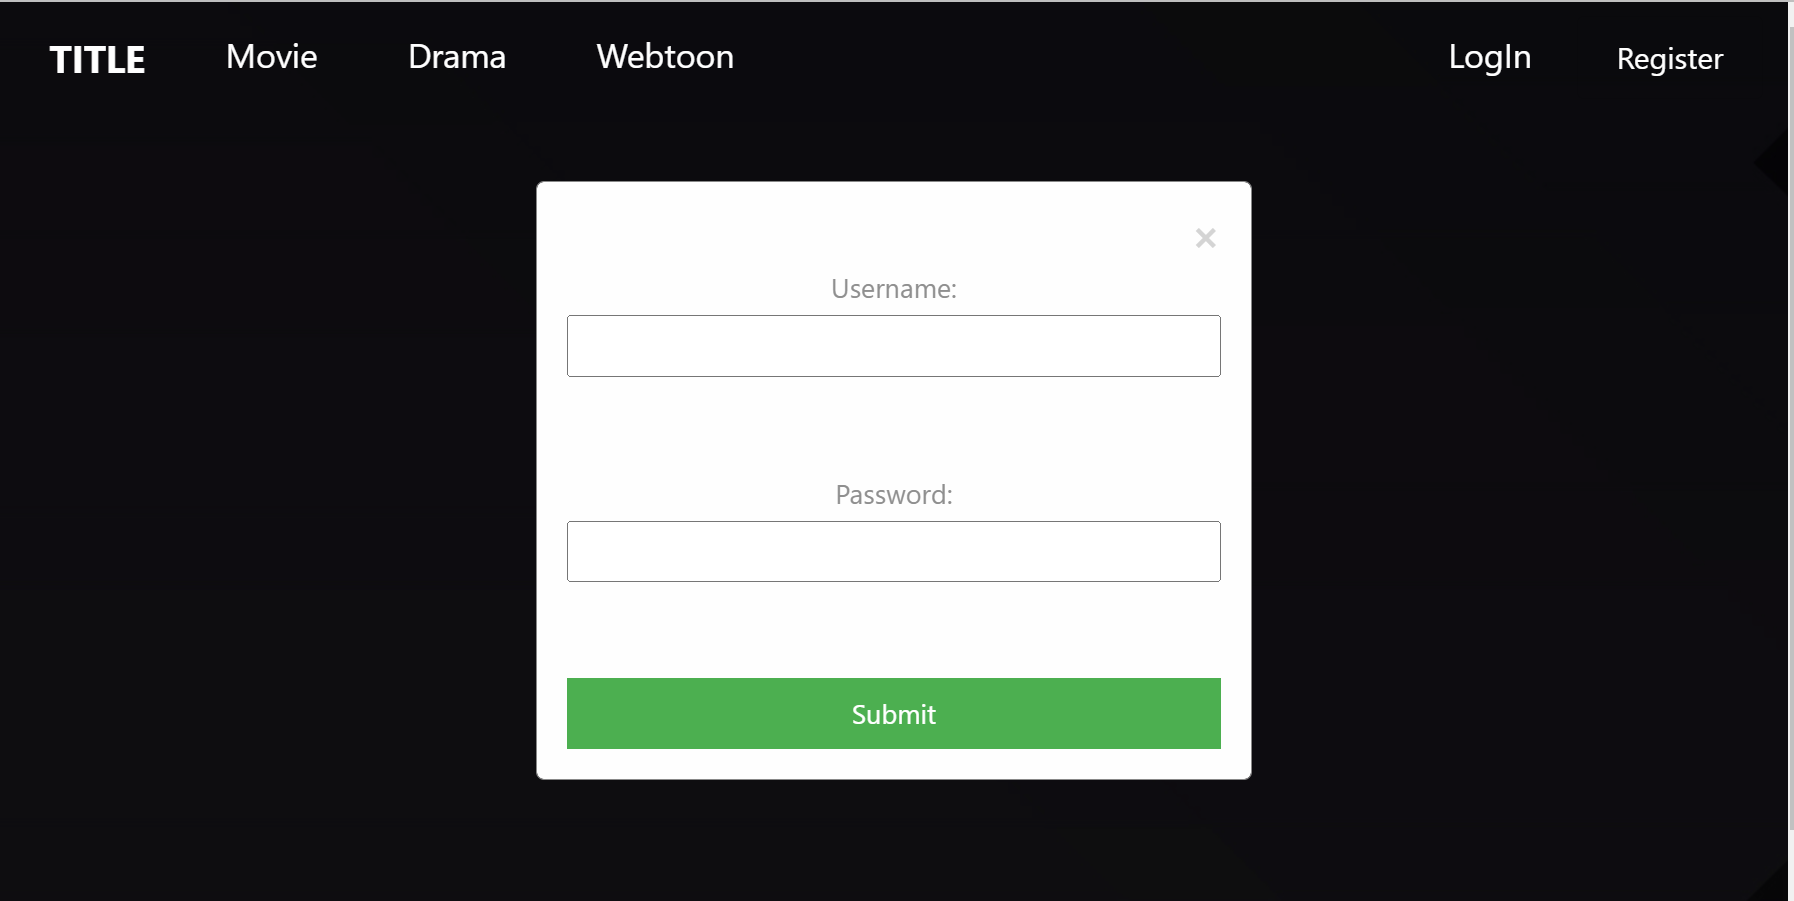 TITLE Movie Drama Webtoon LogIn Register
×
Username:
Password:
Submit